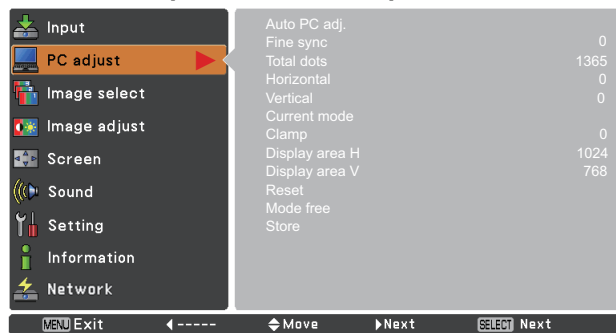 Input
PC adjust
Image select
Image adjust
Screen
Sound
Setting
Information
Network
Auto PC adj.
Fine sync 0
Total dots 1365
Horizontal 0
Vertical 0
Current mode
Clamp 0
Display area H 1024
Display area V 768
Reset
Mode free
Store
MENU Exit ----- Move Next SELECT Next